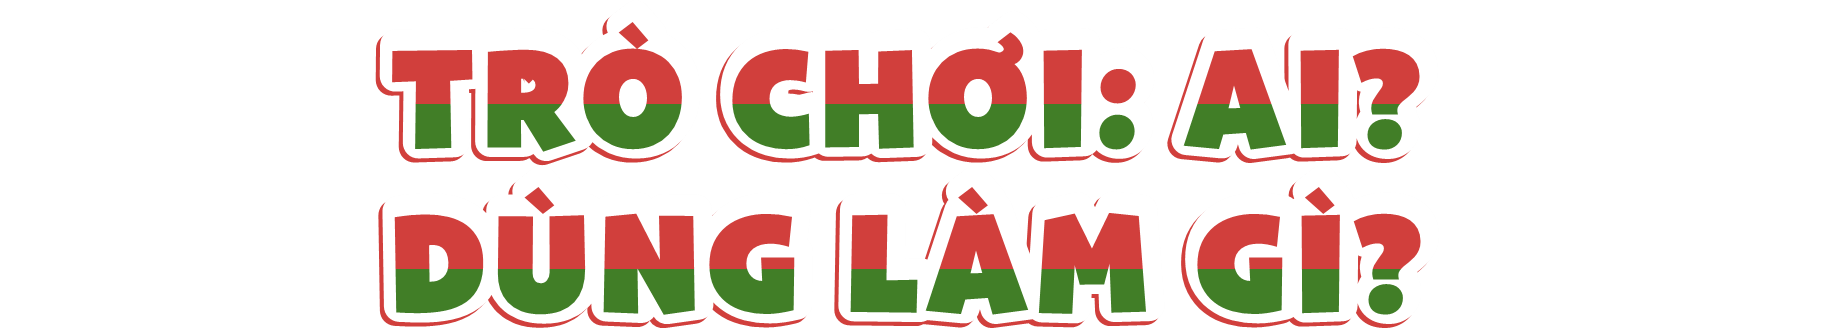 TRÒ CHƠI: AI?
DÙNG LÀM GÌ?